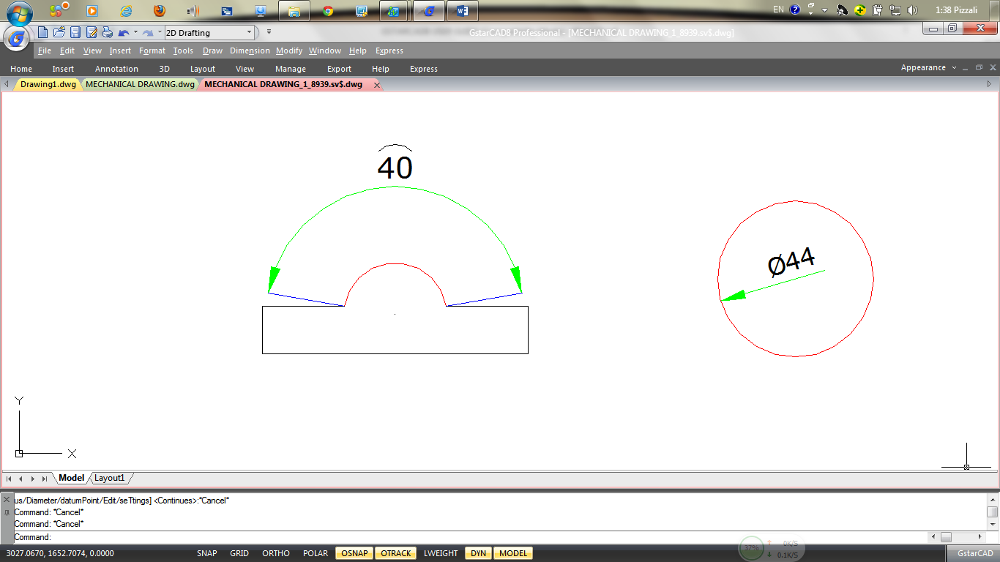 EN
1:38 Pizzali
2D Drafting
GstarCAD8 Professional - [MECHANICAL DRAWING_1_8939.sv$.dwg]
File Edit View Insert Format Tools Draw Dimension Modify Window Help Express
Home Insert Annotation 3D Layout View Manage Export Help Express Appearance
Drawing1.dwg MECHANICAL DRAWING.dwg MECHANICAL DRAWING_1_8939.sv$.dwg
40
Ø44
Y
X
Model Layout1
us/Diameter/datumPoint/Edit/seTtings] <Continues>:*Cancel*
Command: *Cancel*
Command: *Cancel*
Command:
3027.0670, 1652.7074, 0.0000 SNAP GRID ORTHO POLAR OSNAP OTRACK LWEIGHT DYN MODEL
37%
0K/S
0.1K/S
GstarCAD